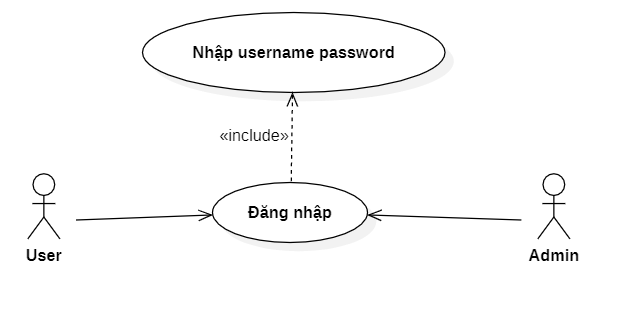 Nhập username password
«include»
Đăng nhập
User
Admin